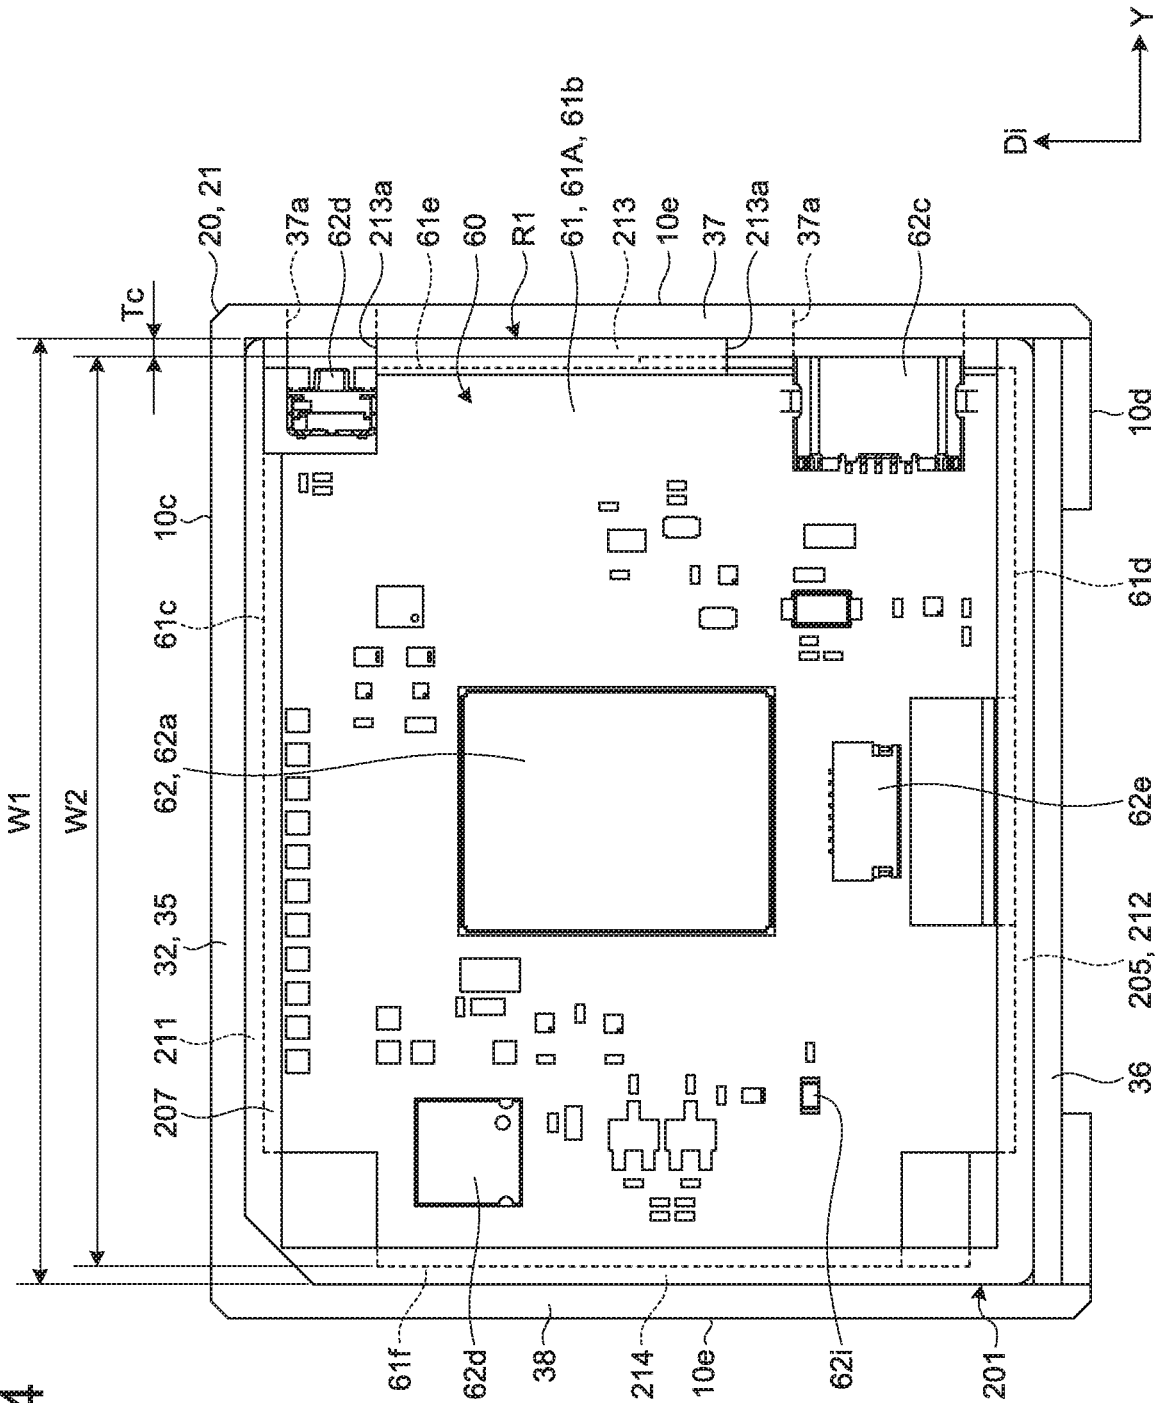 20, 21
37a
62d
213a
61e
60
R1
61, 61A, 61b
213
10e
37
213a
37a
62c
Tc
W1
W2
32, 35
62, 62a
61c
10c
211
207
Di
Y
10d
61d
62e
205, 212
36
61f
62d
38
214
10e
62i
201
4